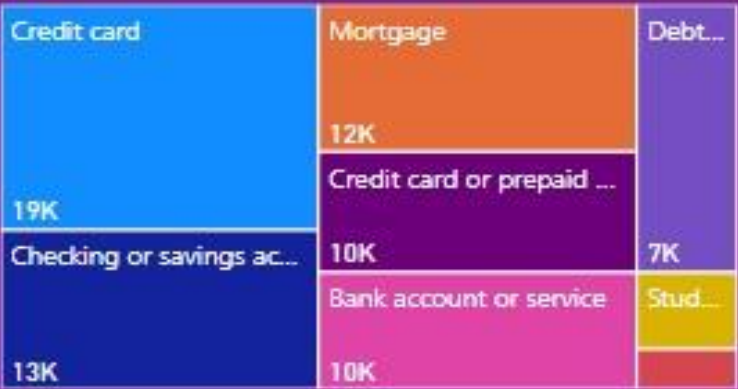 Credit card
19K
Checking or savings ac...
13K
Mortgage
12K
Credit card or prepaid ...
10K
Bank account or service
10K
Debt...
7K
Stud...